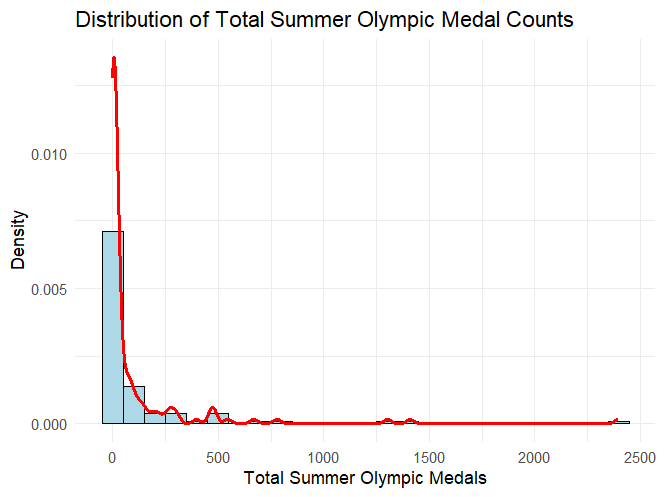 Distribution of Total Summer Olympic Medal Counts
Density
0.010
0.005
0.000
0 500 1000 1500 2000 2500
Total Summer Olympic Medals